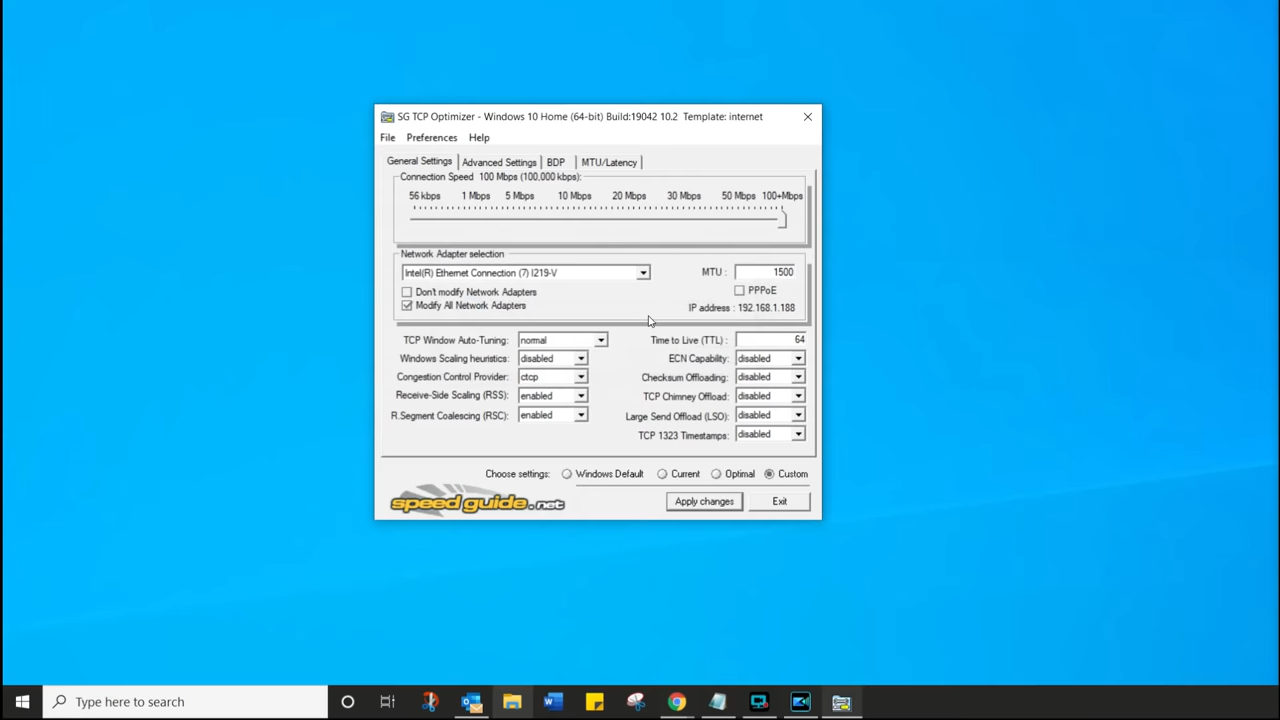 SG TCP Optimizer - Windows 10 Home (64-bit) Build:19042 10.2 Template: internet
File Preferences Help
General Settings Advanced Settings BDP MTU/Latency
Connection Speed 100 Mbps (100,000 kbps):
56 kbps 1 Mbps 5 Mbps 10 Mbps 20 Mbps 30 Mbps 50 Mbps 100+Mbps
Network Adapter selection
Intel(R) Ethernet Connection (7) I219-V MTU : 1500
Don't modify Network Adapters PPPoE
Modify All Network Adapters IP address : 192.168.1.188
TCP Window Auto-Tuning: normal Time to Live (TTL) : 64
Windows Scaling heuristics: disabled ECN Capability: disabled
Congestion Control Provider: ctcp Checksum Offloading: disabled
Receive-Side Scaling (RSS): enabled TCP Chimney Offload: disabled
R.Segment Coalescing (RSC): enabled Large Send Offload (LSO): disabled
TCP 1323 Timestamps: disabled
Choose settings: Windows Default Current Optimal Custom
speed guide.net Apply changes Exit
Type here to search